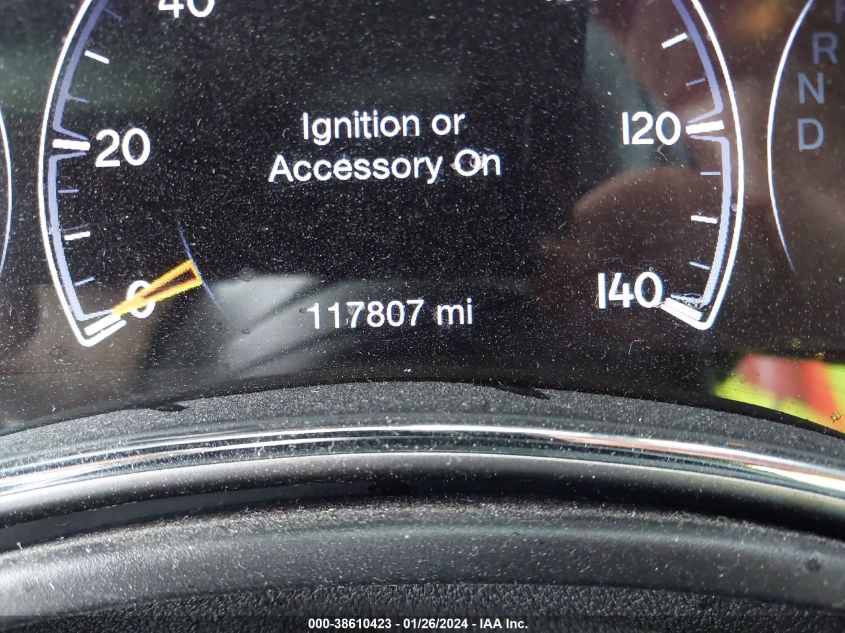 40
R
N
D
Ignition or
120
20
Accessory On
0
140
117807 mi
000-38610423 - 01/26/2024 - IAA Inc.